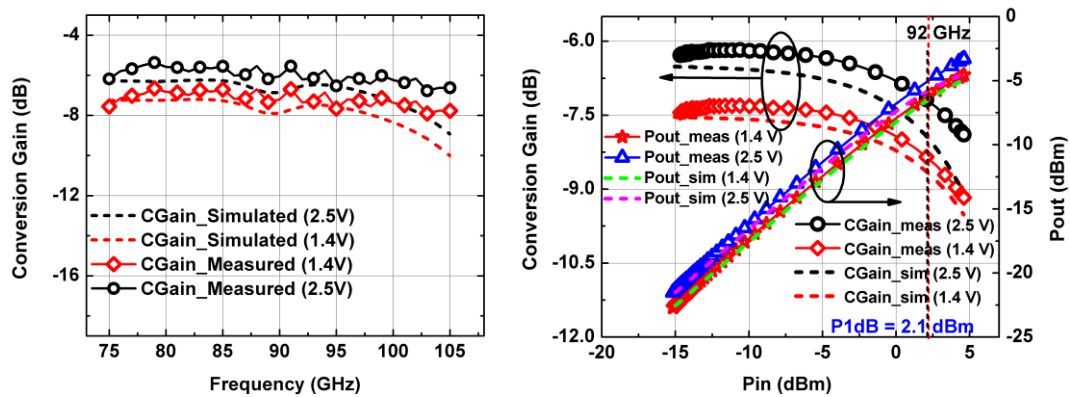 Conversion Gain (dB)
-4
-8
-12
-16
CGain_Simulated (2.5V)
CGain_Simulated (1.4V)
CGain_Measured (1.4V)
CGain_Measured (2.5V)
75 80 85 90 95 100 105
Frequency (GHz)
Conversion Gain (dB)
-6.0
-7.5
-9.0
-10.5
-12.0
92 GHz
Pout_meas (1.4 V)
Pout_meas (2.5 V)
Pout_sim (1.4 V)
Pout_sim (2.5 V)
CGain_meas (2.5 V)
CGain_meas (1.4 V)
CGain_sim (2.5 V)
CGain_sim (1.4 V)
P1dB = 2.1 dBm
0
-5
-10
-15
-20
-25
Pout (dBm)
-20 -15 -10 -5 0 5
Pin (dBm)